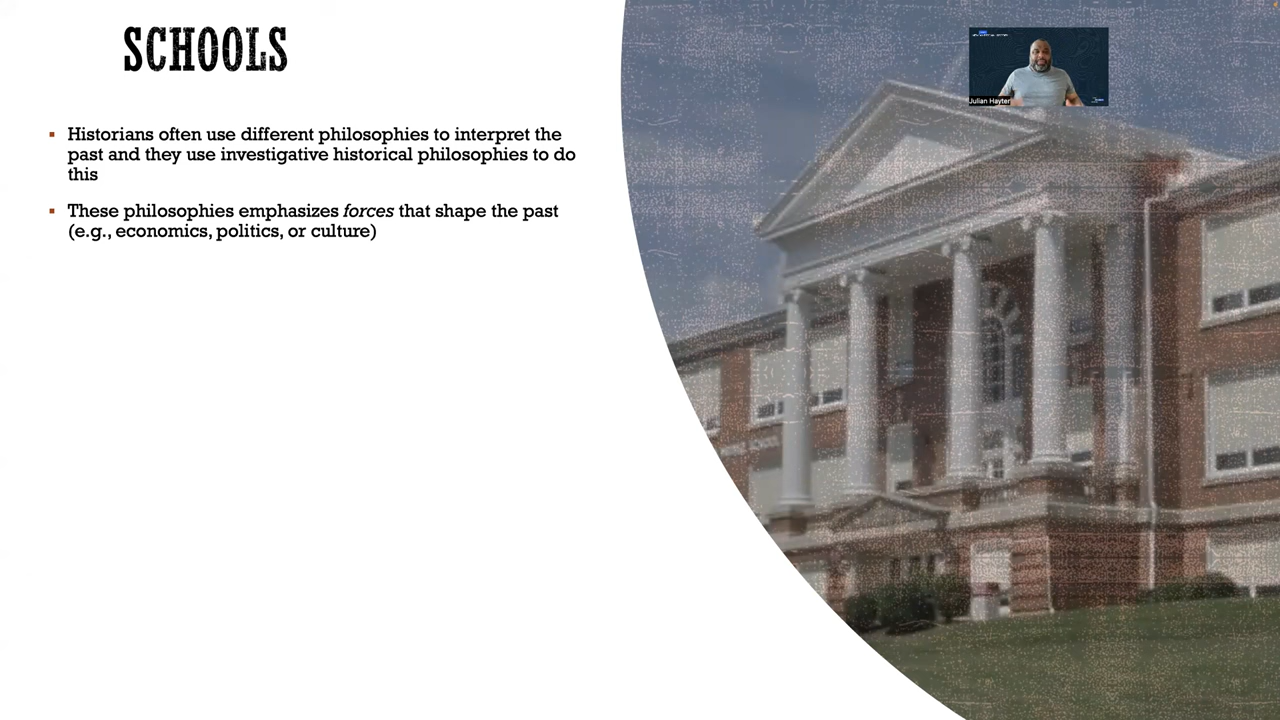 SCHOOLS
▪ Historians often use different philosophies to interpret the
past and they use investigative historical philosophies to do
this
▪ These philosophies emphasizes forces that shape the past
(e.g., economics, politics, or culture)
Julian Hayter